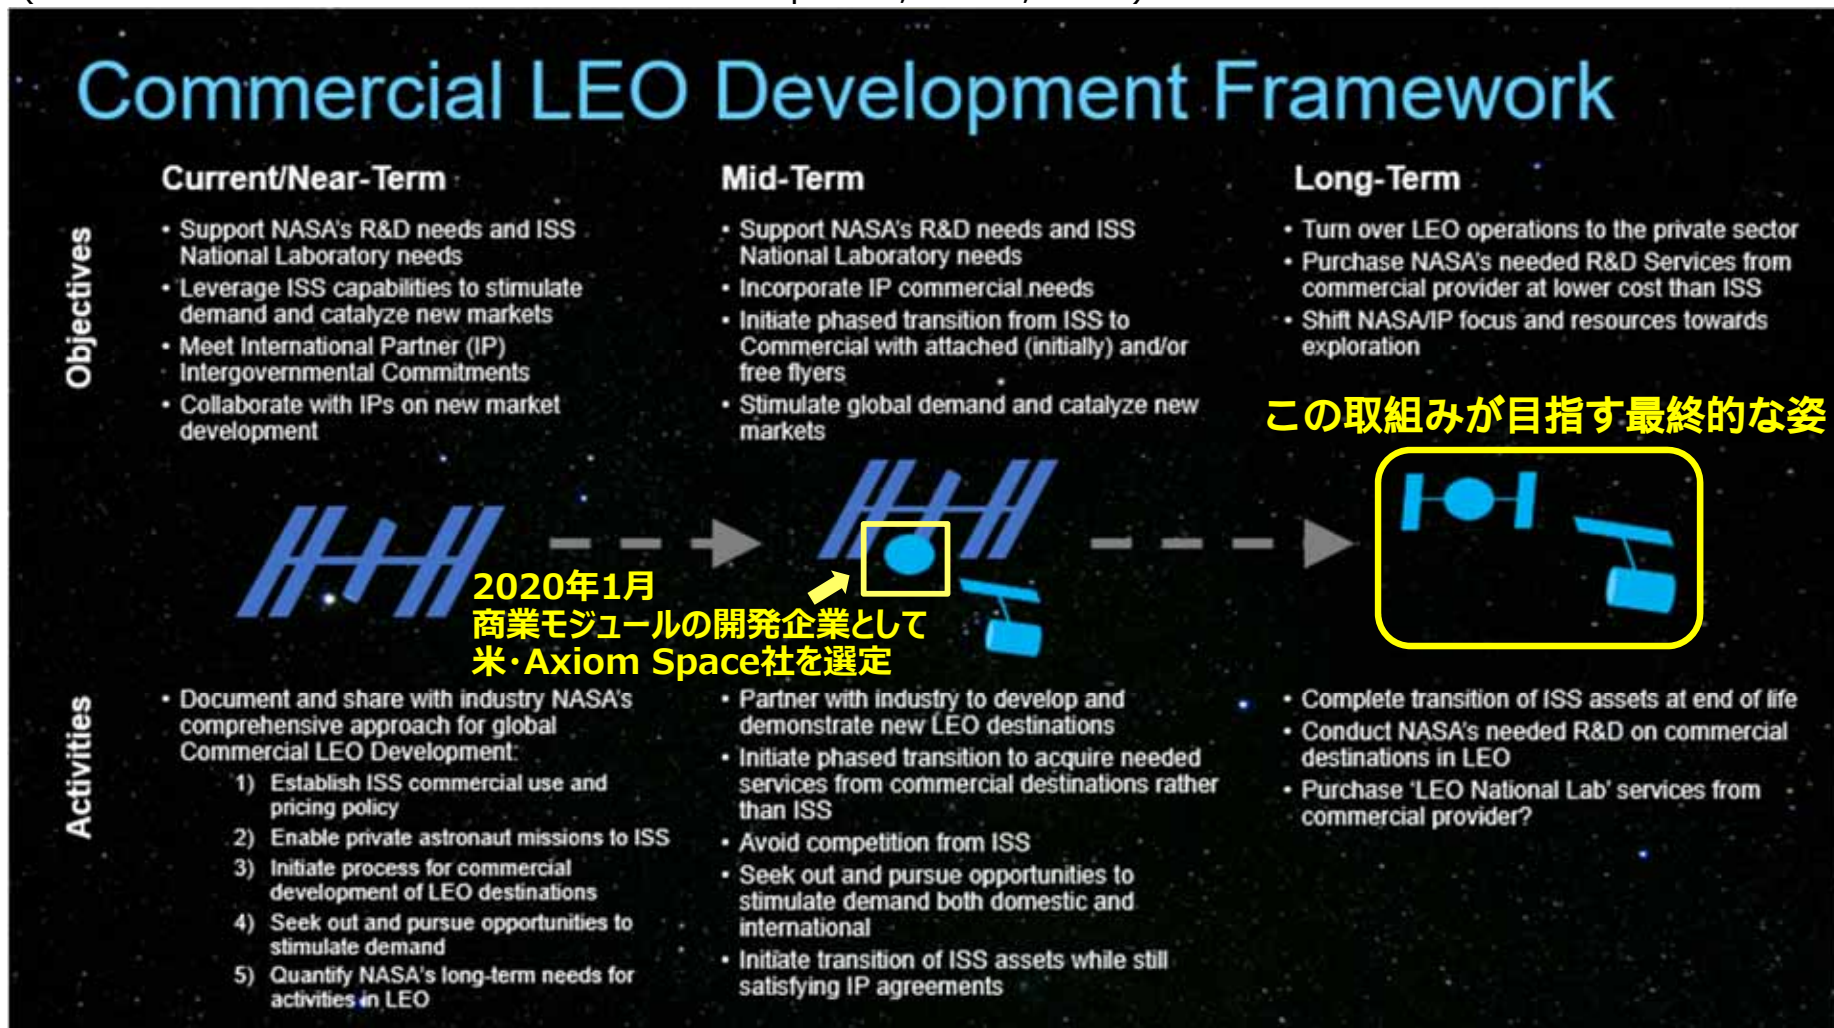 Commercial LEO Development Framework
Current/Near-Term
Mid-Term
Long-Term
Objectives
• Support NASA's R&D needs and ISS
National Laboratory needs
• Leverage ISS capabilities to stimulate
demand and catalyze new markets
• Meet International Partner (IP)
Intergovernmental Commitments
• Collaborate with IPs on new market
development
• Support NASA's R&D needs and ISS
National Laboratory needs
• Incorporate IP commercial needs
• Initiate phased transition from ISS to
Commercial with attached (initially) and/or
free flyers
• Stimulate global demand and catalyze new
markets
• Turn over LEO operations to the private sector
• Purchase NASA's needed R&D Services from
commercial provider at lower cost than ISS
• Shift NASA/IP focus and resources towards
exploration
この取組みが目指す最終的な姿
2020年1月
商業モジュールの開発企業として
米・Axiom Space社を選定
Activities
• Document and share with industry NASA's
comprehensive approach for global
Commercial LEO Development:
1) Establish ISS commercial use and
pricing policy
2) Enable private astronaut missions to ISS
3) Initiate process for commercial
development of LEO destinations
4) Seek out and pursue opportunities to
stimulate demand
5) Quantify NASA's long-term needs for
activities in LEO
• Partner with industry to develop and
demonstrate new LEO destinations
• Initiate phased transition to acquire needed
services from commercial destinations rather
than ISS
• Avoid competition from ISS
• Seek out and pursue opportunities to
stimulate demand both domestic and
international
• Initiate transition of ISS assets while still
satisfying IP agreements
• Complete transition of ISS assets at end of life
• Conduct NASA's needed R&D on commercial
destinations in LEO
• Purchase 'LEO National Lab' services from
commercial provider?